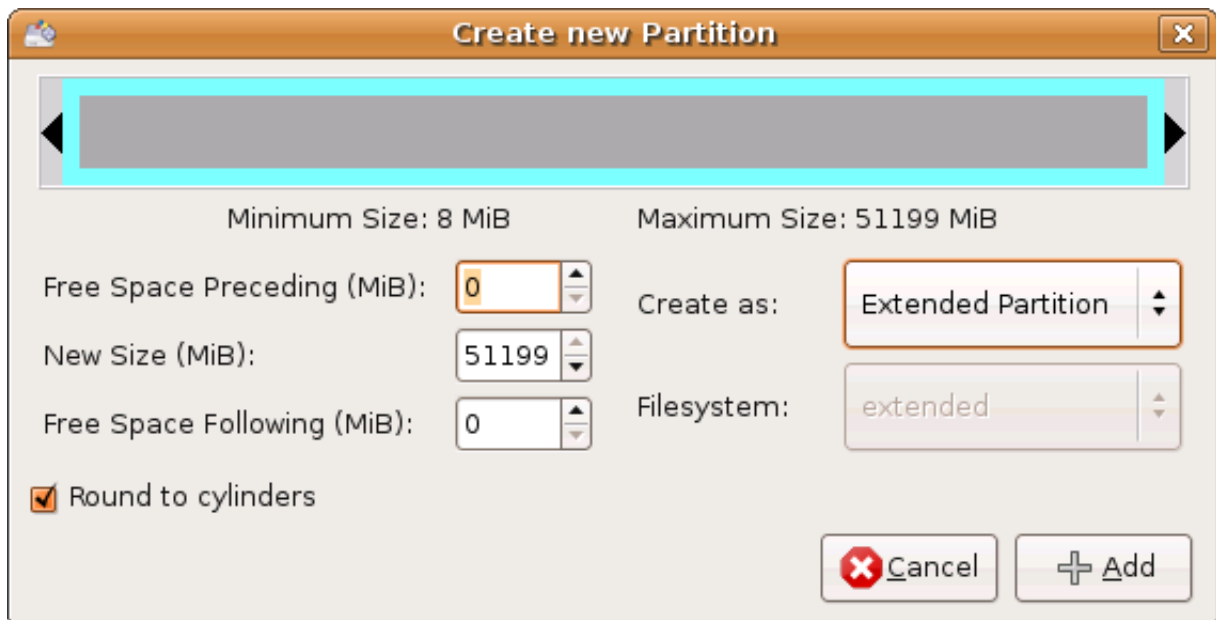 Create new Partition
Minimum Size: 8 MiB Maximum Size: 51199 MiB
Free Space Preceding (MiB): 0
Create as: Extended Partition
New Size (MiB): 51199
Free Space Following (MiB): 0
Filesystem: extended
Round to cylinders
Cancel Add